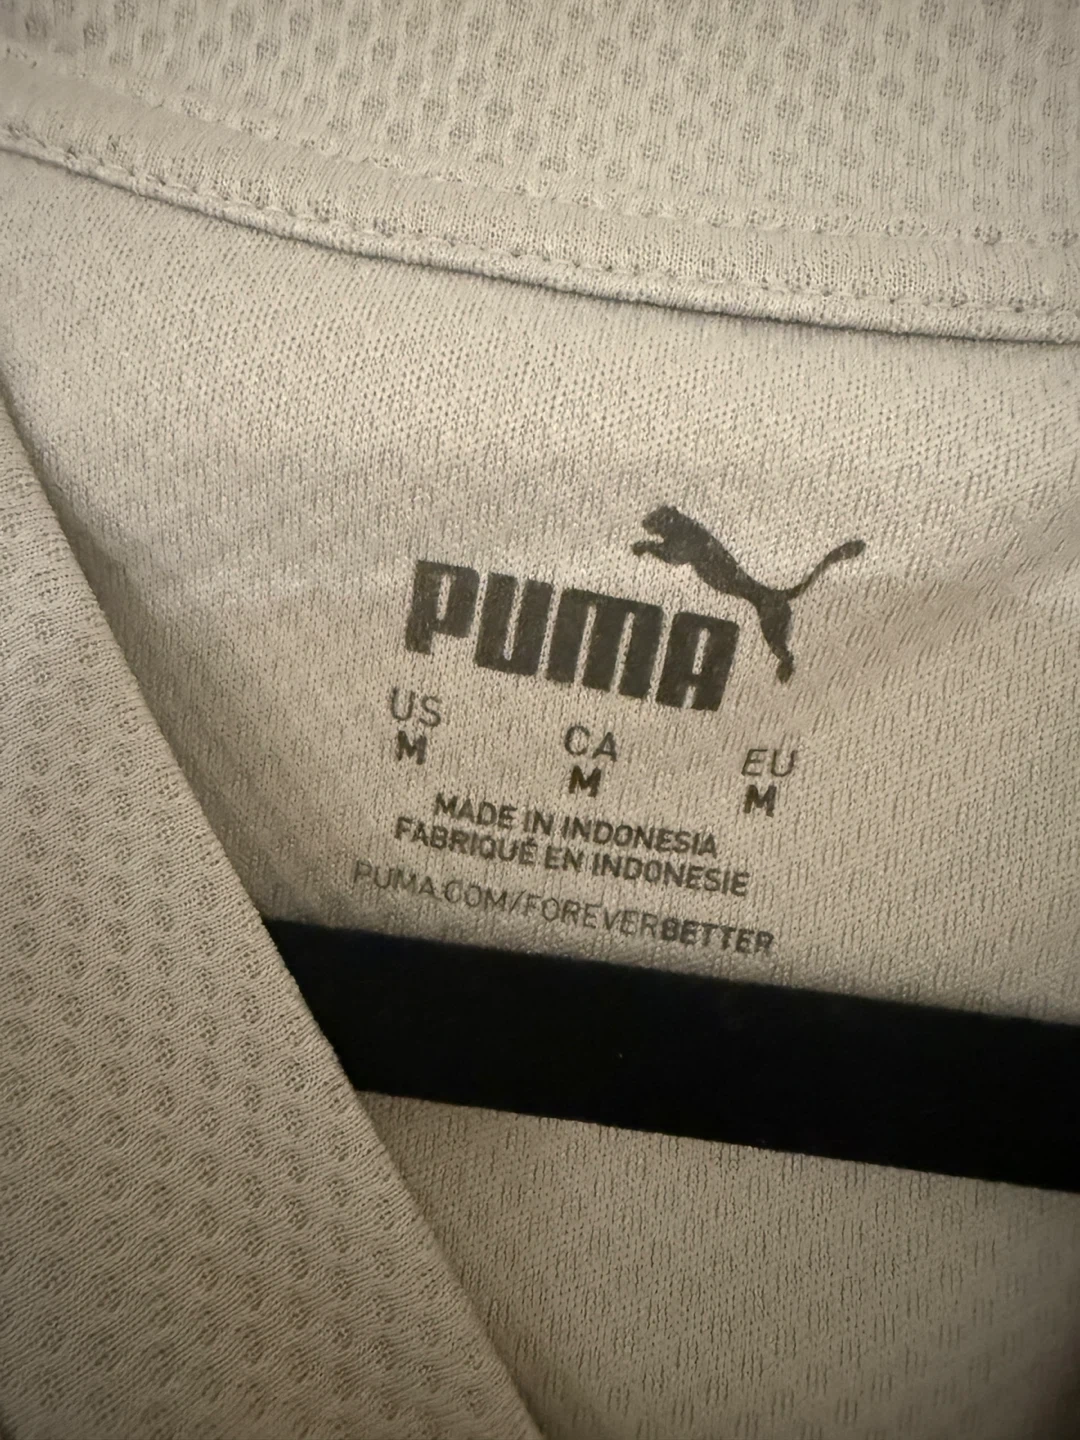 PUMA
US CA EU
M M M
MADE IN INDONESIA
FABRIQUÉ EN INDONESIE
PUMA.COM/FOREVERBETTER